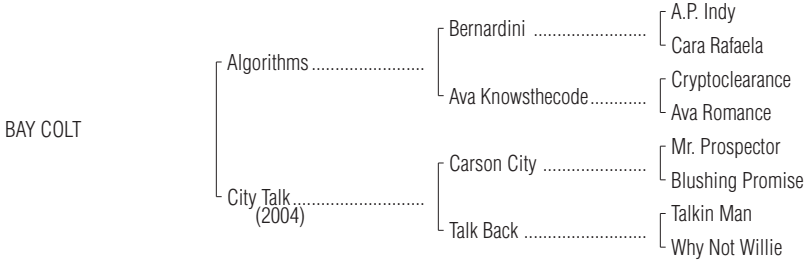 A.P. Indy
Bernardini ........................
Cara Rafaela
Algorithms ........................
Cryptoclearance
Ava Knowsthecode ............
Ava Romance
BAY COLT
Mr. Prospector
Carson City ......................
Blushing Promise
City Talk ............................
(2004)
Talkin Man
Talk Back ..........................
Why Not Willie